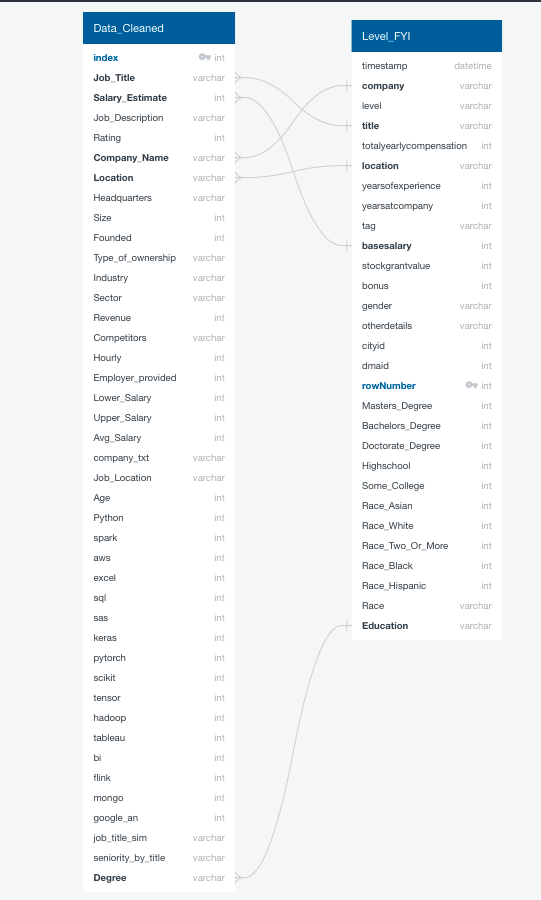 Data_Cleaned
index int
Job_Title varchar
Salary_Estimate int
Job_Description varchar
Rating int
Company_Name varchar
Location varchar
Headquarters varchar
Size int
Founded int
Type_of_ownership varchar
Industry varchar
Sector varchar
Revenue int
Competitors varchar
Hourly int
Employer_provided int
Lower_Salary int
Upper_Salary int
Avg_Salary int
company_txt varchar
Job_Location varchar
Age int
Python int
spark int
aws int
excel int
sql int
sas int
keras int
pytorch int
scikit int
tensor int
hadoop int
tableau int
bi int
flink int
mongo int
google_an int
job_title_sim varchar
seniority_by_title varchar
Degree varchar
Level_FYI
timestamp datetime
company varchar
level varchar
title varchar
totalyearlycompensation int
location varchar
yearsofexperience int
yearsatcompany int
tag varchar
basesalary int
stockgrantvalue int
bonus int
gender varchar
otherdetails varchar
cityid int
dmaid int
rowNumber int
Masters_Degree int
Bachelors_Degree int
Doctorate_Degree int
Highschool int
Some_College int
Race_Asian int
Race_White int
Race_Two_Or_More int
Race_Black int
Race_Hispanic int
Race varchar
Education varchar